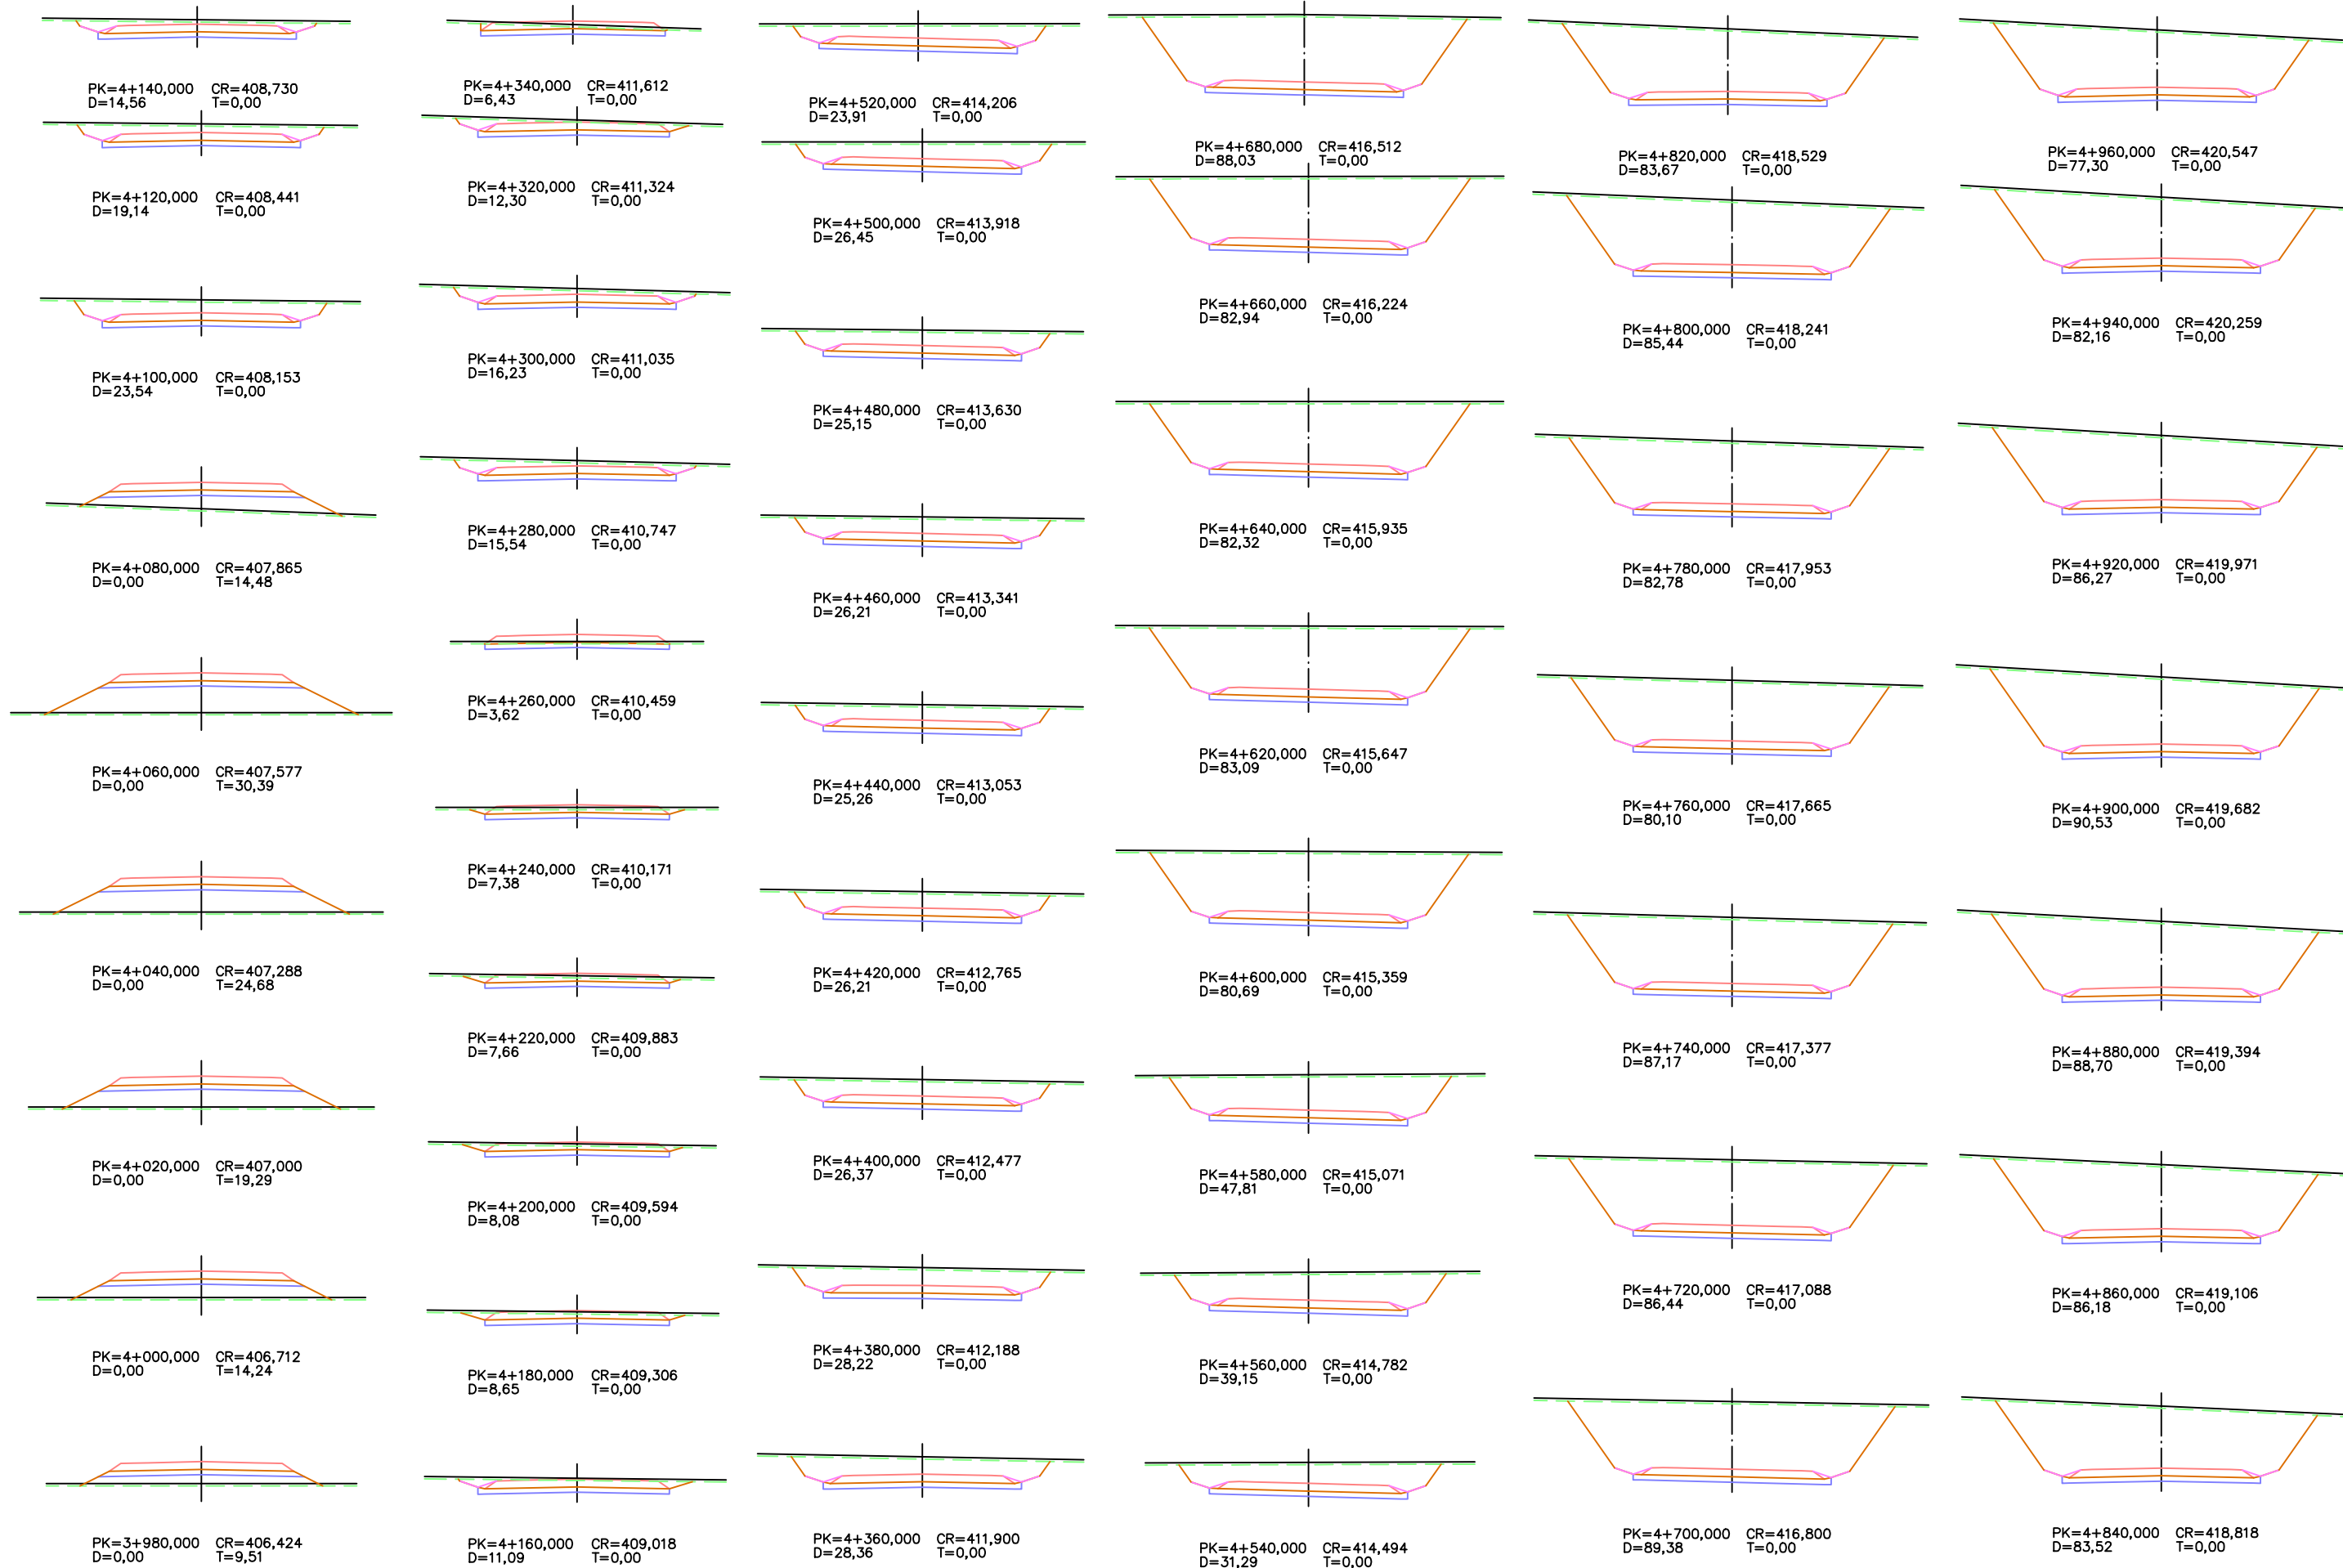 PK=4+140,000 CR=408,730
D=14,56 T=0,00
PK=4+120,000 CR=408,441
D=19,14 T=0,00
PK=4+100,000 CR=408,153
D=23,54 T=0,00
PK=4+080,000 CR=407,865
D=0,00 T=14,48
PK=4+060,000 CR=407,577
D=0,00 T=30,39
PK=4+040,000 CR=407,288
D=0,00 T=24,68
PK=4+020,000 CR=407,000
D=0,00 T=19,29
PK=4+000,000 CR=406,712
D=0,00 T=14,24
PK=3+980,000 CR=406,424
D=0,00 T=9,51
PK=4+340,000 CR=411,612
D=6,43 T=0,00
PK=4+320,000 CR=411,324
D=12,30 T=0,00
PK=4+300,000 CR=411,035
D=16,23 T=0,00
PK=4+280,000 CR=410,747
D=15,54 T=0,00
PK=4+260,000 CR=410,459
D=3,62 T=0,00
PK=4+240,000 CR=410,171
D=7,38 T=0,00
PK=4+220,000 CR=409,883
D=7,66 T=0,00
PK=4+200,000 CR=409,594
D=8,08 T=0,00
PK=4+180,000 CR=409,306
D=8,65 T=0,00
PK=4+160,000 CR=409,018
D=11,09 T=0,00
PK=4+520,000 CR=414,206
D=23,91 T=0,00
PK=4+500,000 CR=413,918
D=26,45 T=0,00
PK=4+480,000 CR=413,630
D=25,15 T=0,00
PK=4+460,000 CR=413,341
D=26,21 T=0,00
PK=4+440,000 CR=413,053
D=25,26 T=0,00
PK=4+420,000 CR=412,765
D=26,21 T=0,00
PK=4+400,000 CR=412,477
D=26,37 T=0,00
PK=4+380,000 CR=412,188
D=28,22 T=0,00
PK=4+360,000 CR=411,900
D=28,36 T=0,00
PK=4+680,000 CR=416,512
D=88,03 T=0,00
PK=4+660,000 CR=416,224
D=82,94 T=0,00
PK=4+640,000 CR=415,935
D=82,32 T=0,00
PK=4+620,000 CR=415,647
D=83,09 T=0,00
PK=4+600,000 CR=415,359
D=80,69 T=0,00
PK=4+580,000 CR=415,071
D=47,81 T=0,00
PK=4+560,000 CR=414,782
D=39,15 T=0,00
PK=4+540,000 CR=414,494
D=31,29 T=0,00
PK=4+820,000 CR=418,529
D=83,67 T=0,00
PK=4+800,000 CR=418,241
D=85,44 T=0,00
PK=4+780,000 CR=417,953
D=82,78 T=0,00
PK=4+760,000 CR=417,665
D=80,10 T=0,00
PK=4+740,000 CR=417,377
D=87,17 T=0,00
PK=4+720,000 CR=417,088
D=86,44 T=0,00
PK=4+700,000 CR=416,800
D=89,38 T=0,00
PK=4+960,000 CR=420,547
D=77,30 T=0,00
PK=4+940,000 CR=420,259
D=82,16 T=0,00
PK=4+920,000 CR=419,971
D=86,27 T=0,00
PK=4+900,000 CR=419,682
D=90,53 T=0,00
PK=4+880,000 CR=419,394
D=88,70 T=0,00
PK=4+860,000 CR=419,106
D=86,18 T=0,00
PK=4+840,000 CR=418,818
D=83,52 T=0,00